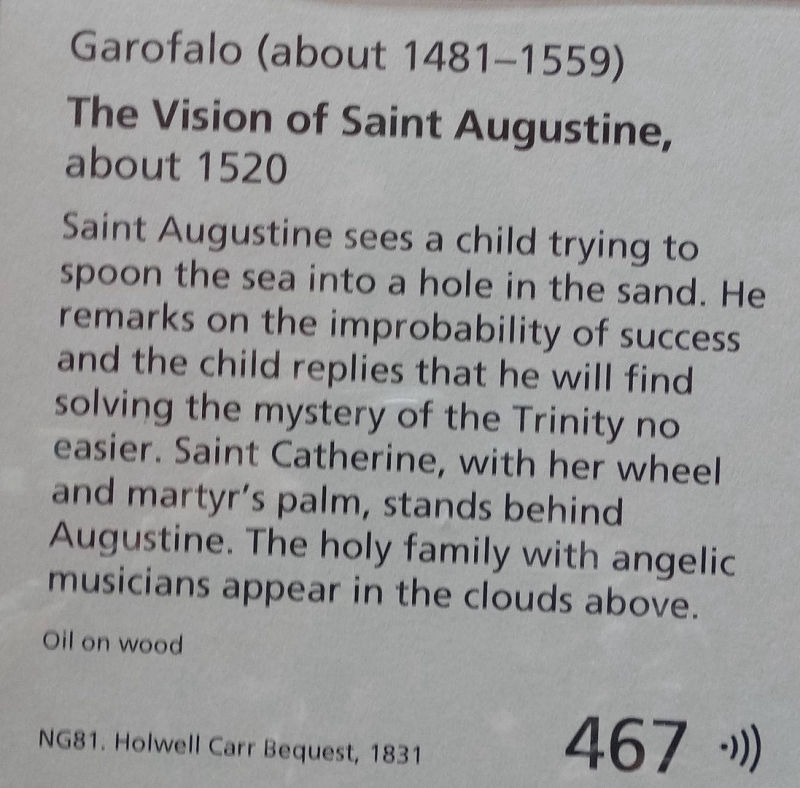 Garofalo (about 1481–1559)
The Vision of Saint Augustine,
about 1520
Saint Augustine sees a child trying to
spoon the sea into a hole in the sand. He
remarks on the improbability of success
and the child replies that he will find
solving the mystery of the Trinity no
easier. Saint Catherine, with her wheel
and martyr's palm, stands behind
Augustine. The holy family with angelic
musicians appear in the clouds above.
Oil on wood
NG81. Holwell Carr Bequest, 1831
467